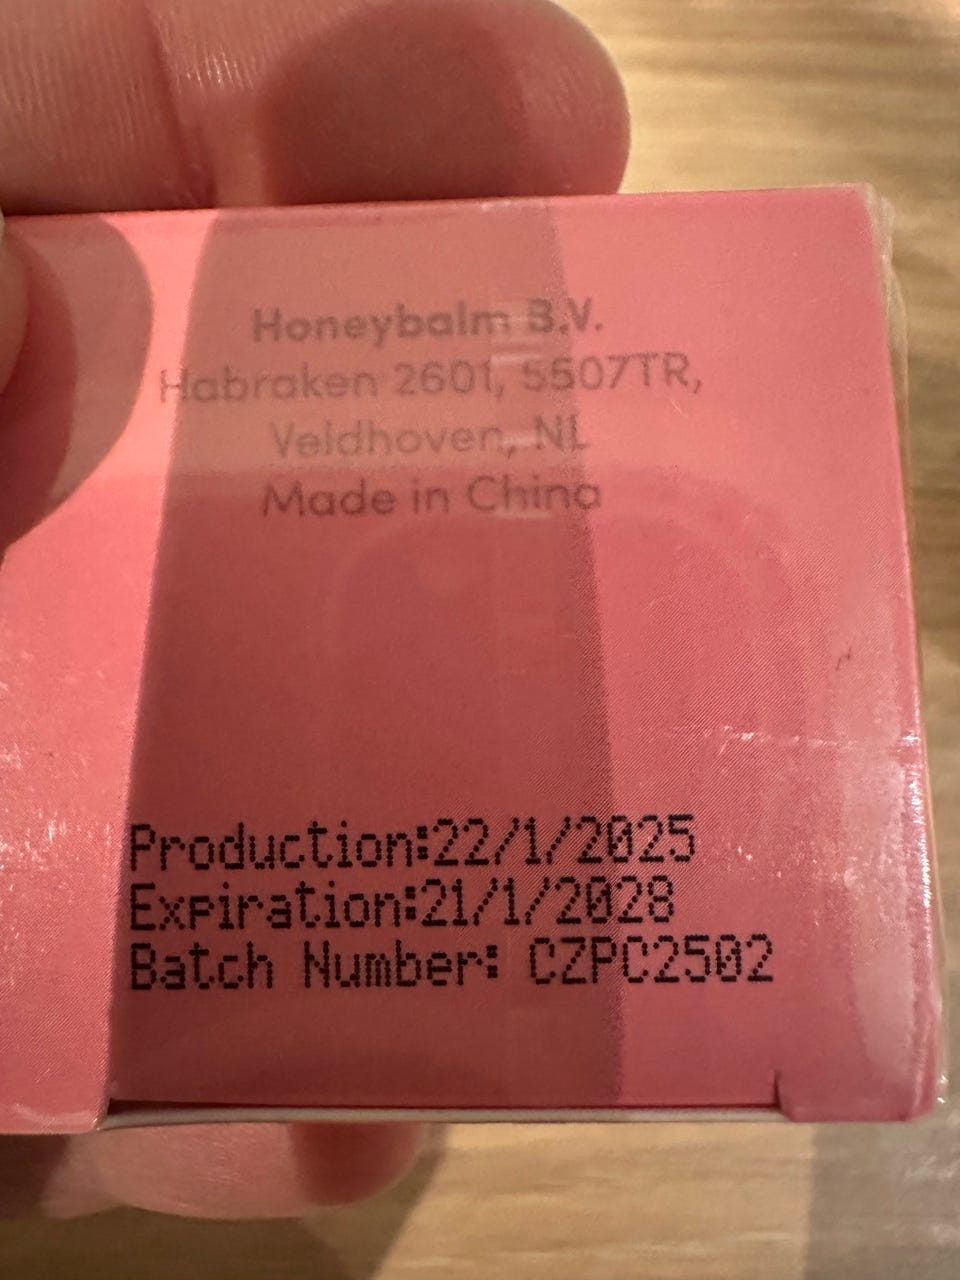 Honeybalm B.V.
Habraken 2601, 5507TR,
Veldhoven, NL
Made in China
Production:22/1/2025
Expiration:21/1/2028
Batch Number: CZPC2502